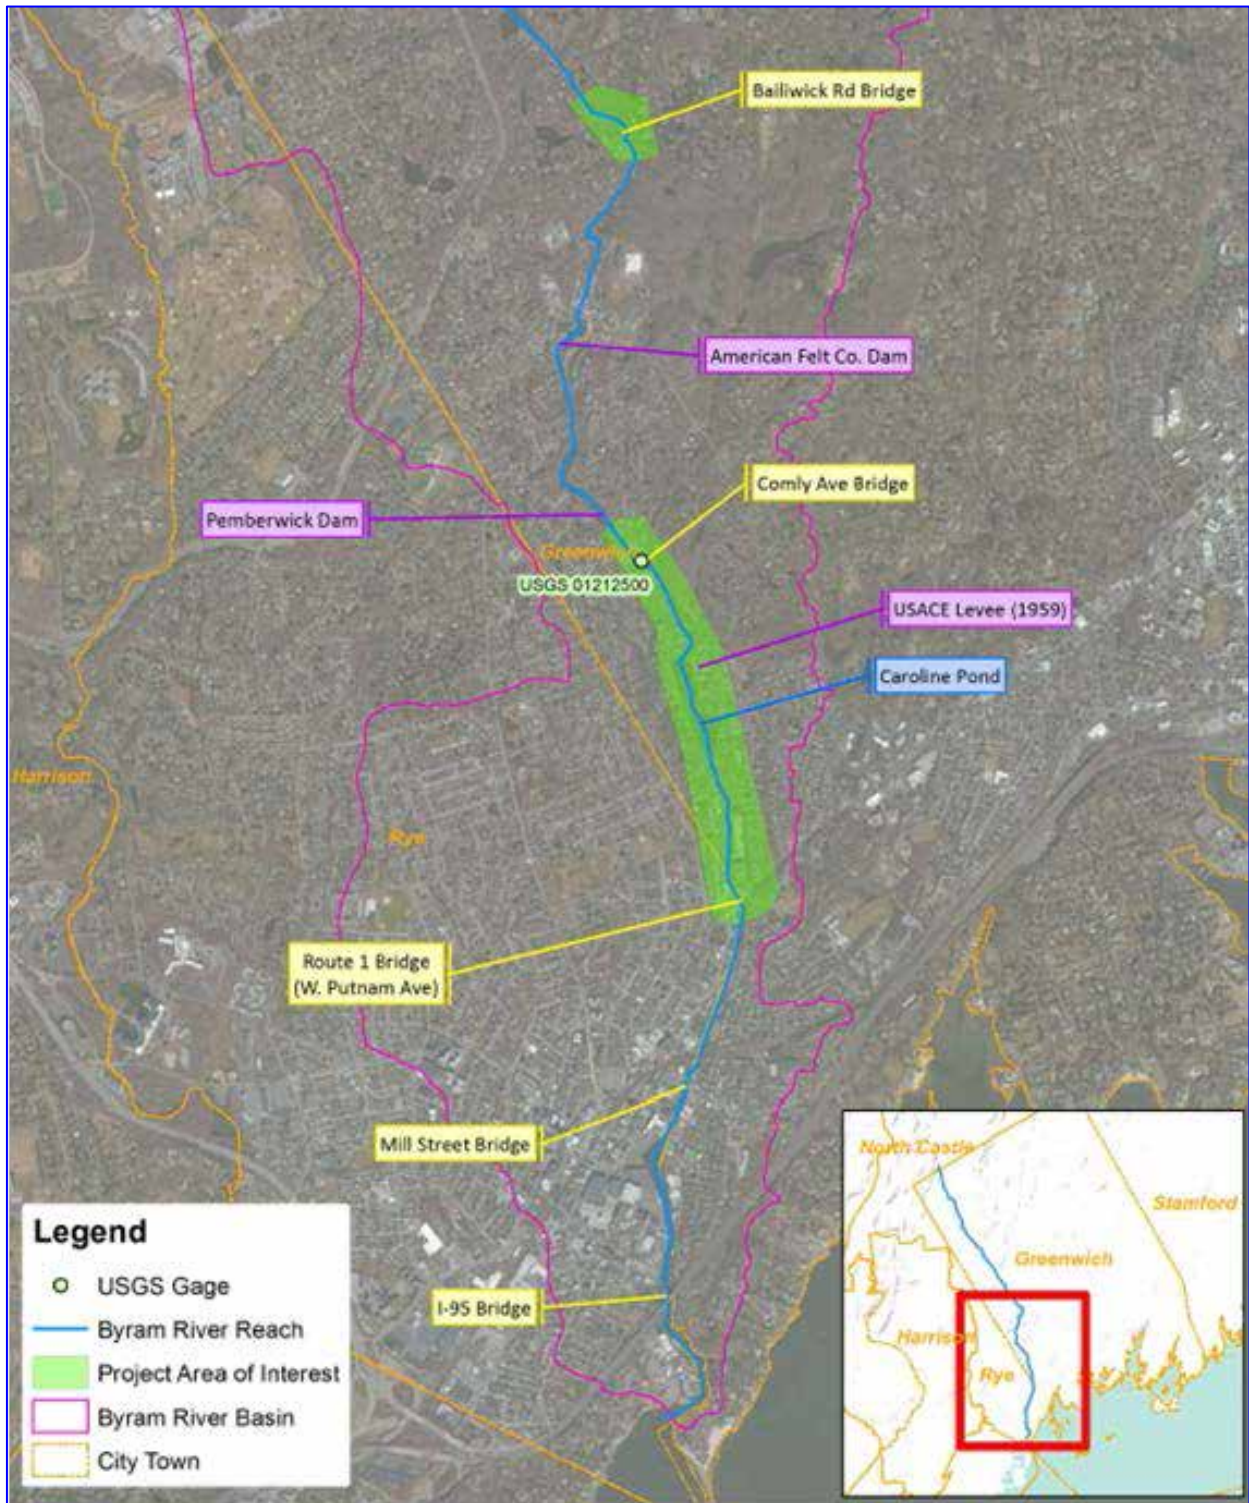 Bailiwick Rd Bridge
American Felt Co. Dam
Comly Ave Bridge
Pemberwick Dam
Greenwich
USGS 01212500
USACE Levee (1959)
Caroline Pond
Harrison
Rye
Route 1 Bridge
(W. Putnam Ave)
Mill Street Bridge
I-95 Bridge
Legend
USGS Gage
Byram River Reach
Project Area of Interest
Byram River Basin
City Town
North Castle
Stamford
Greenwich
Harrison
Rye